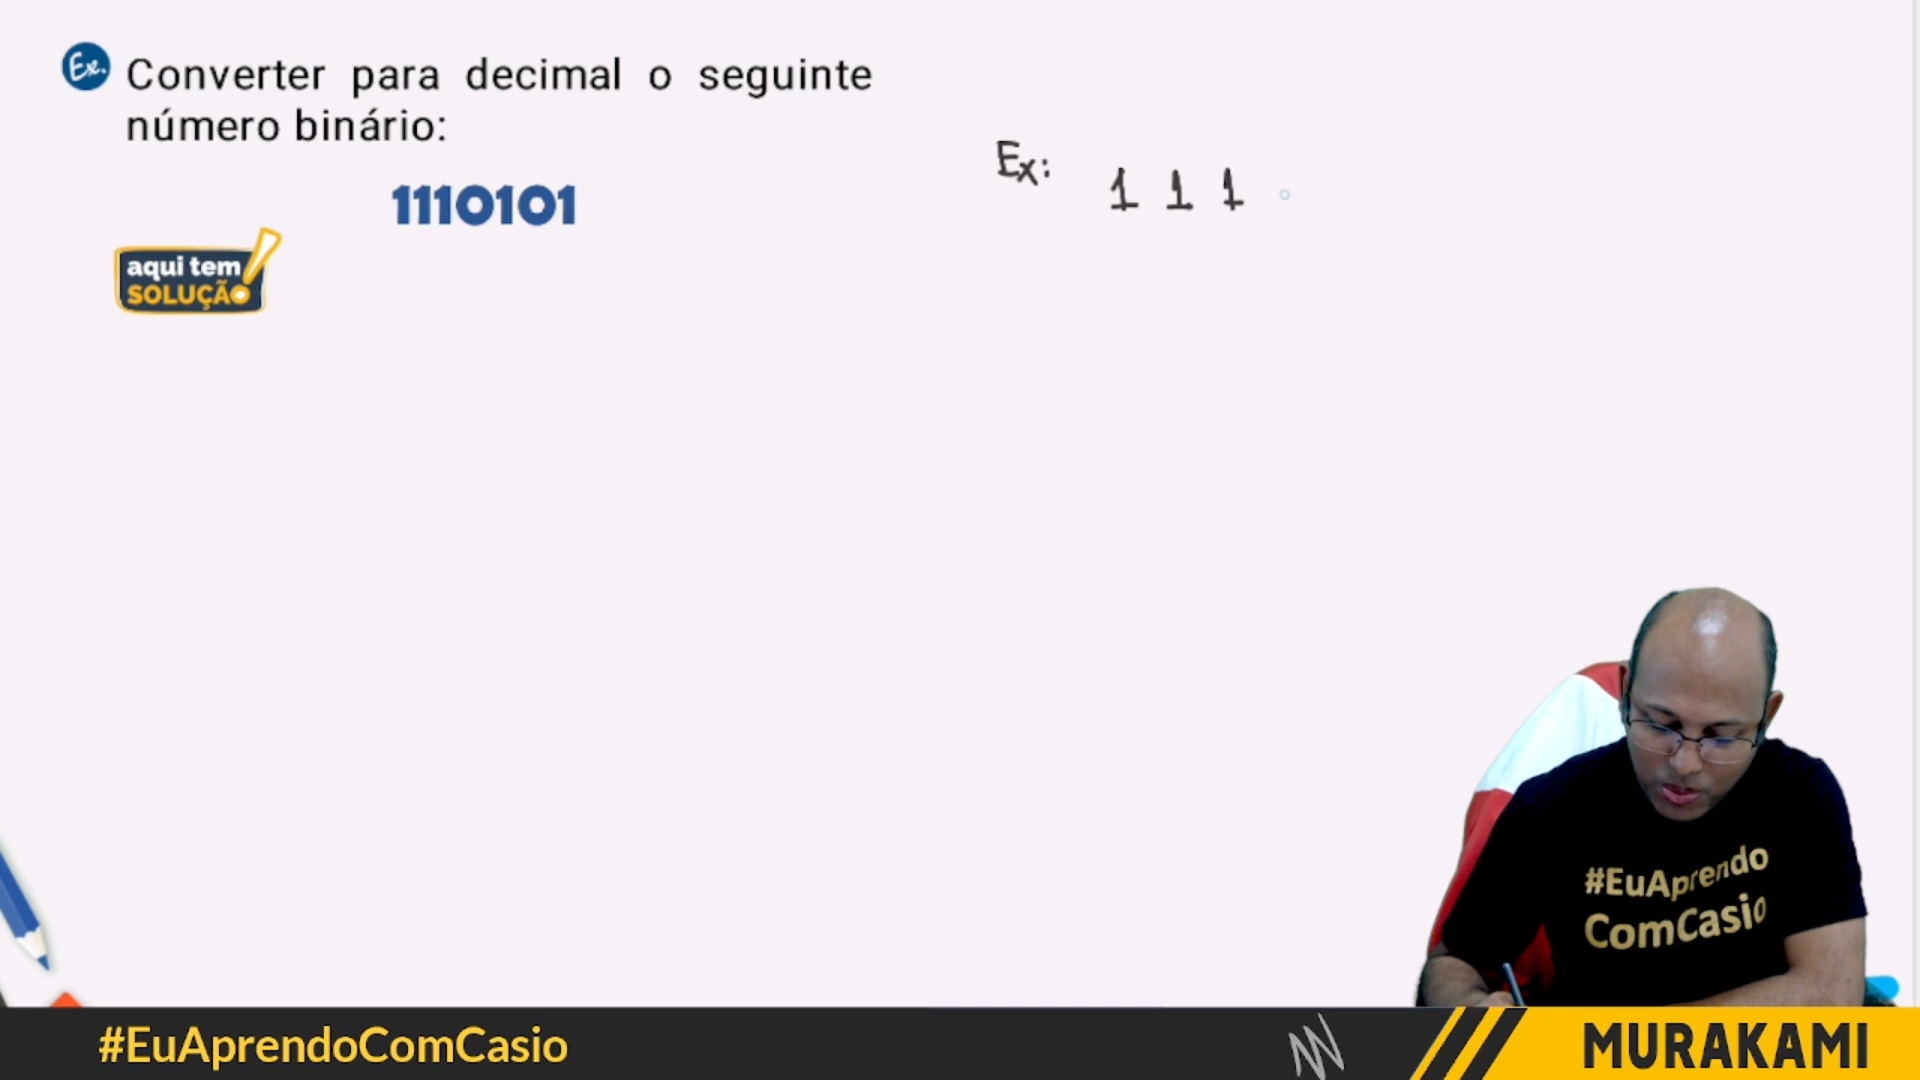 Ex. Converter para decimal o seguinte
número binário:
1110101
Ex: 1 1 1
aqui tem
SOLUÇÃO!
#EuAprendo
ComCasio
#EuAprendoComCasio
MURAKAMI